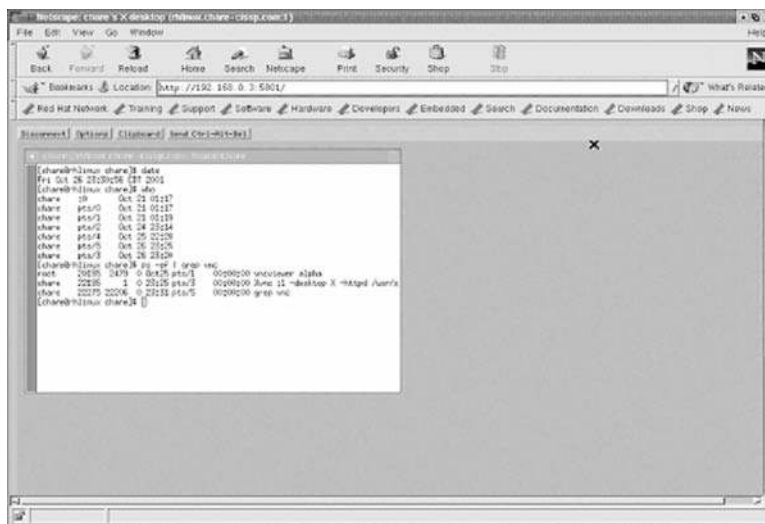 Netscape: chare's X desktop (rhlinux.chare-cissp.com:1)
File Edit View Go Window Help
Back Forward Reload Home Search Netscape Print Security Shop Stop
Bookmarks Location: http://192.168.0.3:5801/ What's Relate
Red Hat Network Training Support Software Hardware Developers Embedded Search Documentation Downloads Shop News
Disconnect Options Clipboard Send Ctrl-Alt-Del
[chare@rhlinux chare]$ date
Fri Oct 26 23:30:56 CDT 2001
[chare@rhlinux chare]$ who
chare :0 Oct 21 01:17
chare pts/0 Oct 21 01:17
chare pts/1 Oct 21 01:19
chare pts/2 Oct 24 23:14
chare pts/4 Oct 25 22:28
chare pts/5 Oct 26 23:25
chare pts/3 Oct 26 23:20
[chare@rhlinux chare]$ ps -ef | grep vnc
root 20195 2479 0 Oct25 pts/1 00:00:00 vncviewer alpha
chare 22186 1 0 23:25 pts/3 00:00:00 Xvnc :1 -desktop X -httpd /usr/s
chare 22275 22206 0 23:31 pts/5 00:00:00 grep vnc
[chare@rhlinux chare]$